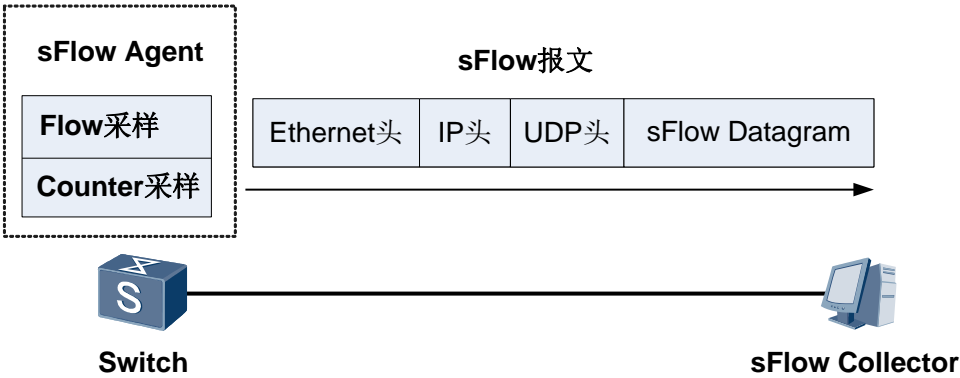 sFlow Agent
Flow采样
Counter采样
sFlow报文
Ethernet头
IP头
UDP头
sFlow Datagram
S
Switch
sFlow Collector